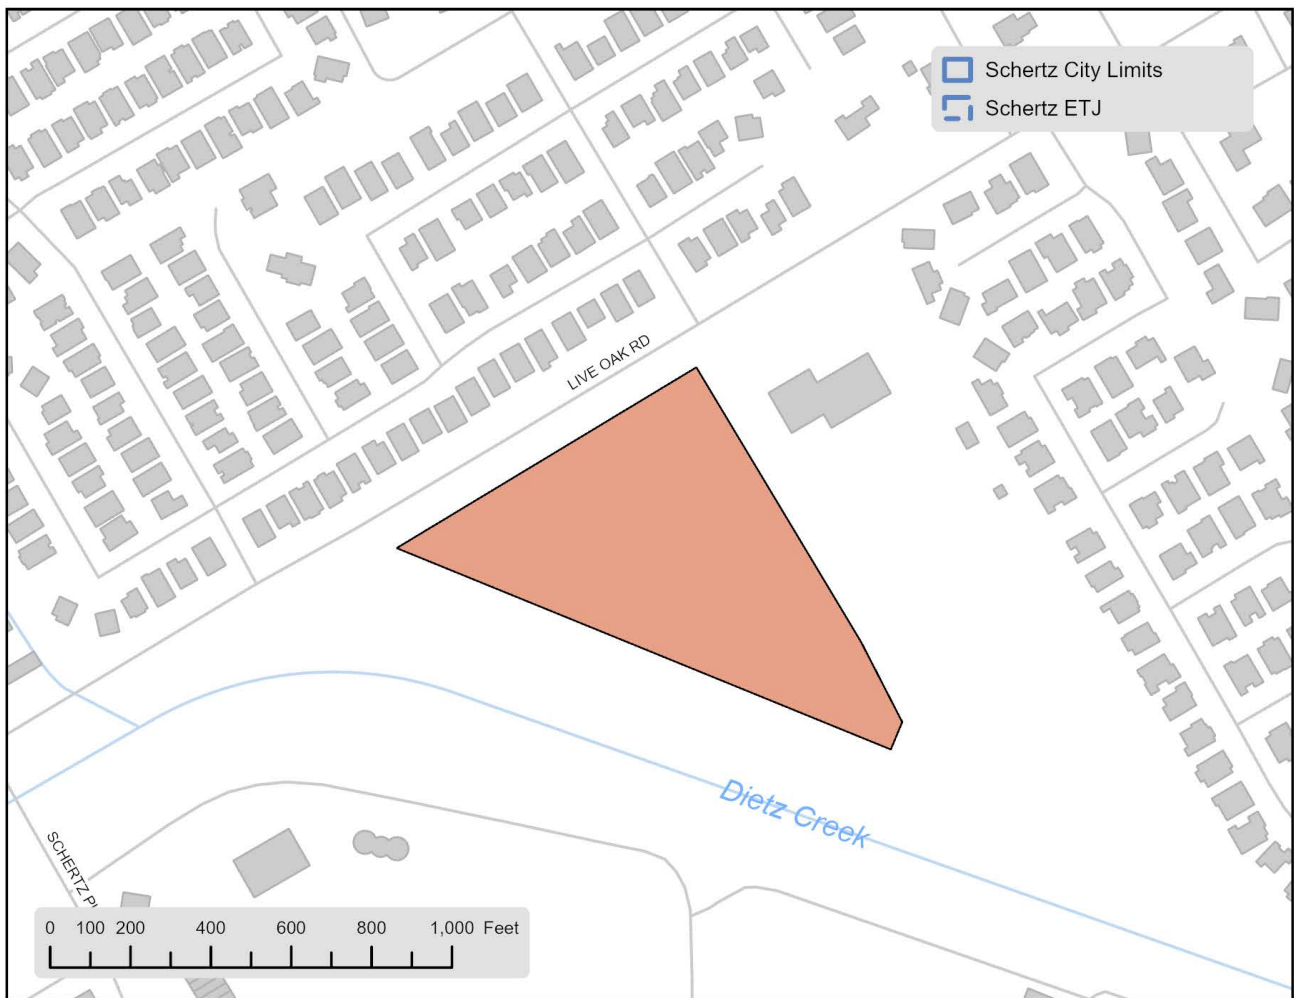 Schertz City Limits
Schertz ETJ
LIVE OAK RD
Dietz Creek
SCHERTZ
0 100 200 400 600 800 1,000 Feet